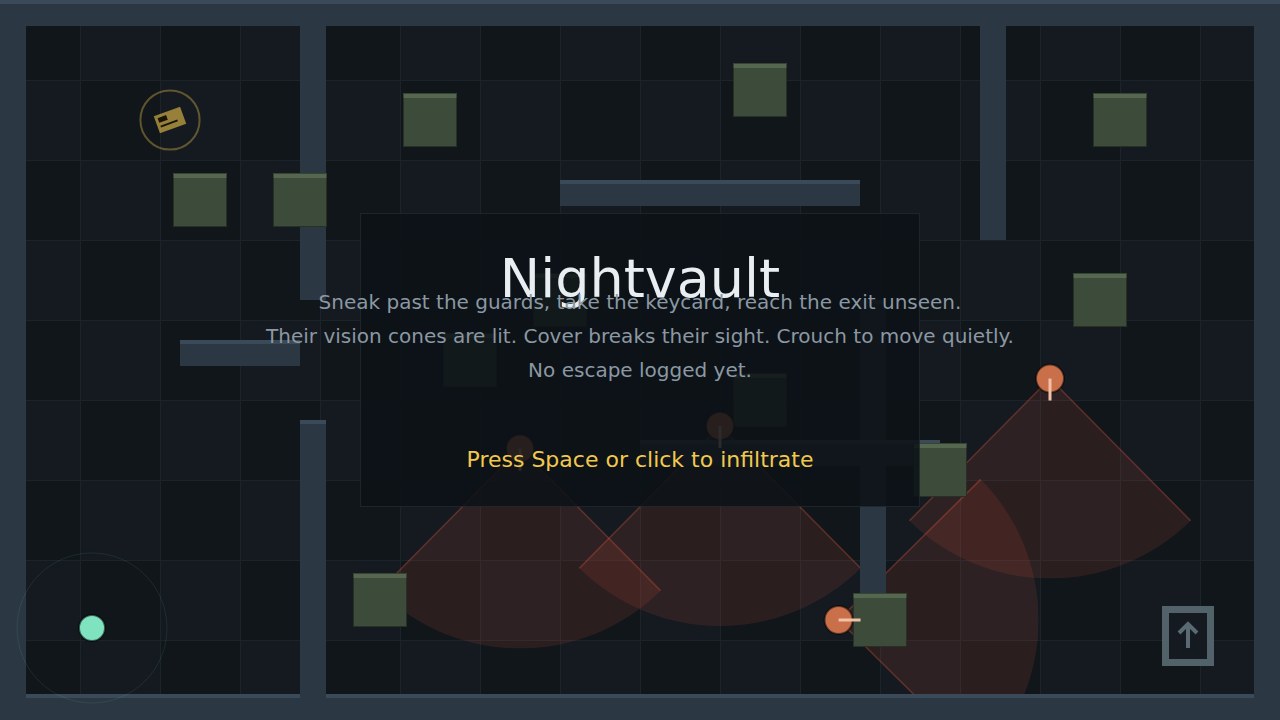 Nightvault
Sneak past the guards, take the keycard, reach the exit unseen.
Their vision cones are lit. Cover breaks their sight. Crouch to move quietly.
No escape logged yet.
Press Space or click to infiltrate